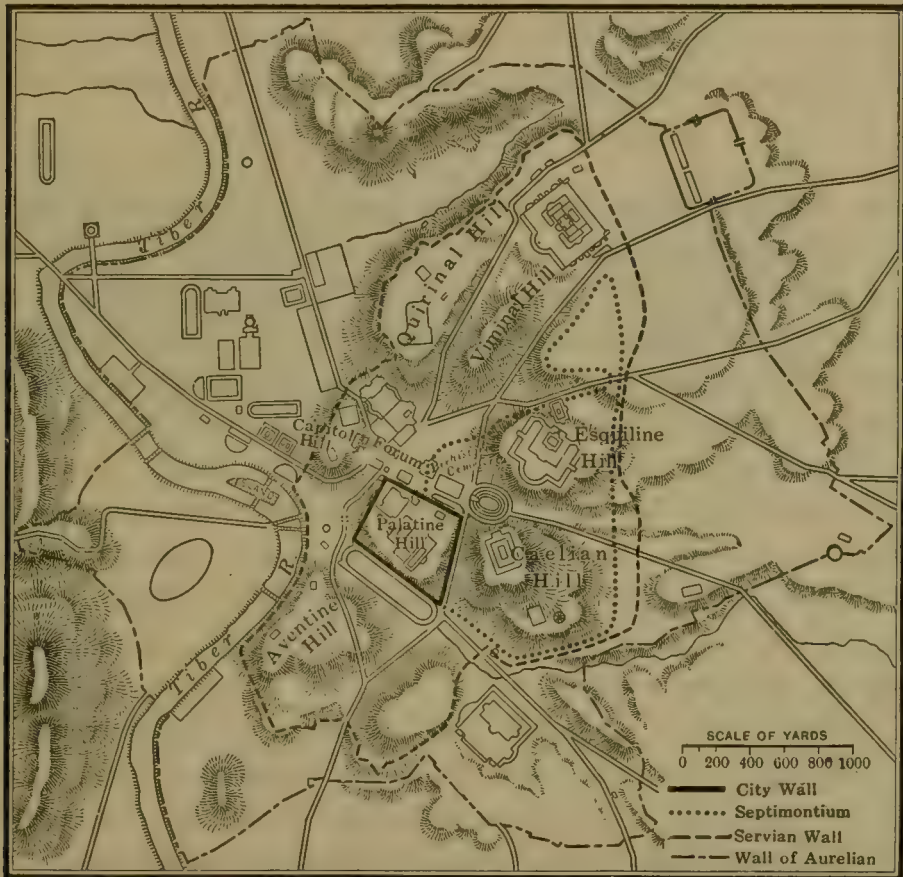 R
Tiber
Quirinal Hill
Viminal Hill
Capitoln
Hill
Forum
Esquiline
Hill
Palatine
Hill
Caelian
Hill
Aventine
Hill
R
Tiber
SCALE OF YARDS
0 200 400 600 800 1000
City Wall
Septimontium
Servian Wall
Wall of Aurelian